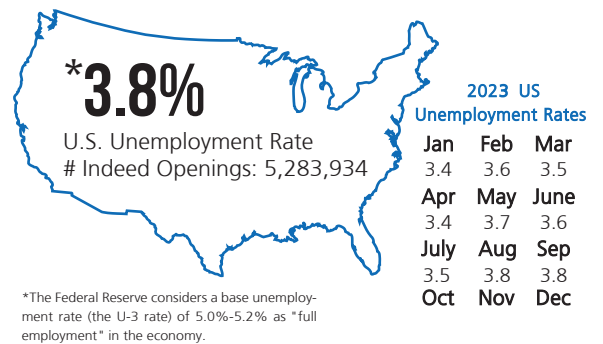 *3.8%
U.S. Unemployment Rate
# Indeed Openings: 5,283,934
*The Federal Reserve considers a base unemploy-
ment rate (the U-3 rate) of 5.0%-5.2% as "full
employment" in the economy.
2023 US
Unemployment Rates
Jan Feb Mar
3.4 3.6 3.5
Apr May June
3.4 3.7 3.6
July Aug Sep
3.5 3.8 3.8
Oct Nov Dec